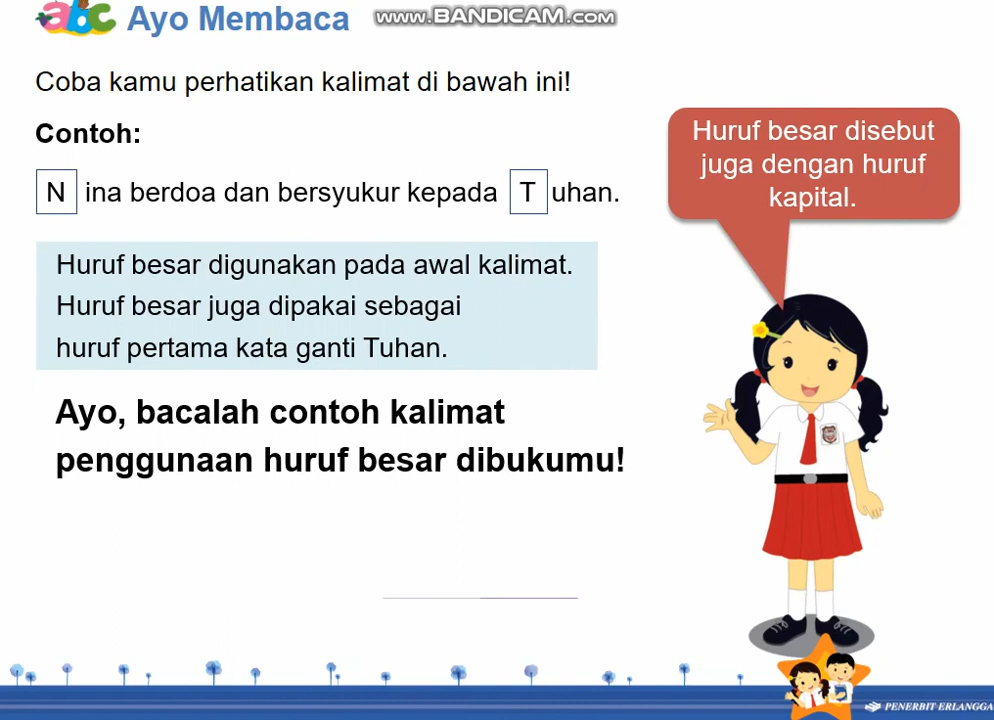 abc Ayo Membaca
www.BANDICAM.com
Coba kamu perhatikan kalimat di bawah ini!
Contoh:
N ina berdoa dan bersyukur kepada T uhan.
Huruf besar disebut
juga dengan huruf
kapital.
Huruf besar digunakan pada awal kalimat.
Huruf besar juga dipakai sebagai
huruf pertama kata ganti Tuhan.
Ayo, bacalah contoh kalimat
penggunaan huruf besar dibukumu!
PENERBIT ERLANGGA